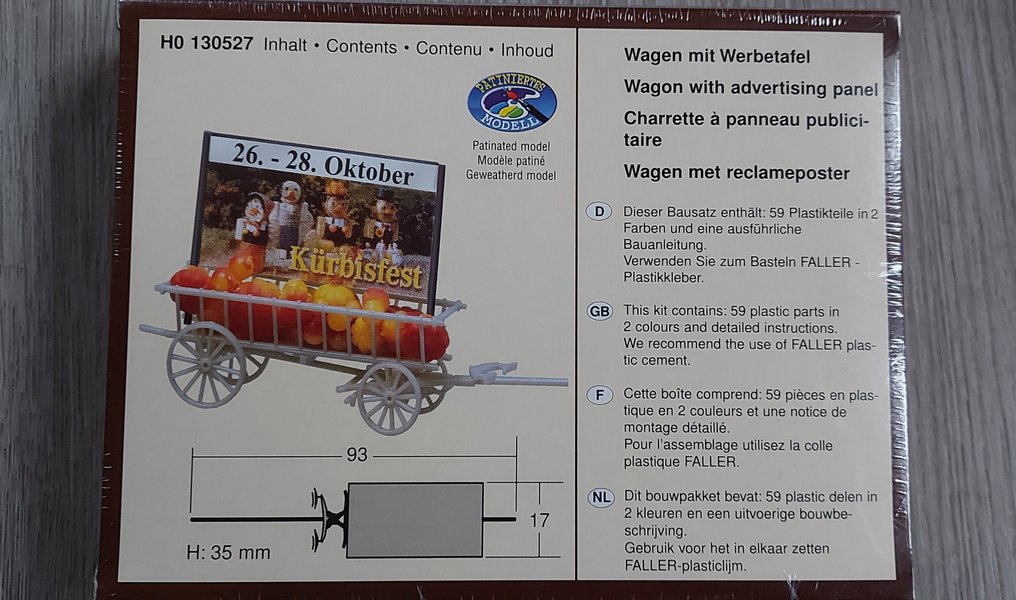 H0 130527 Inhalt • Contents • Contenu • Inhoud
PATINIERTES
MODELL
Patinated model
Modèle patiné
Geweatherd model
26. - 28. Oktober
Kürbisfest
93
17
H: 35 mm
Wagen mit Werbetafel
Wagon with advertising panel
Charrette à panneau publici-
taire
Wagen met reclameposter
D
Dieser Bausatz enthält: 59 Plastikteile in 2
Farben und eine ausführliche
Bauanleitung.
Verwenden Sie zum Basteln FALLER -
Plastikkleber.
GB
This kit contains: 59 plastic parts in
2 colours and detailed instructions.
We recommend the use of FALLER plas-
tic cement.
F
Cette boîte comprend: 59 pièces en plas-
tique en 2 couleurs et une notice de
montage détaillé.
Pour l'assemblage utilisez la colle
plastique FALLER.
NL
Dit bouwpakket bevat: 59 plastic delen in
2 kleuren en een uitvoerige bouwbe-
schrijving.
Gebruik voor het in elkaar zetten
FALLER-plasticlijm.